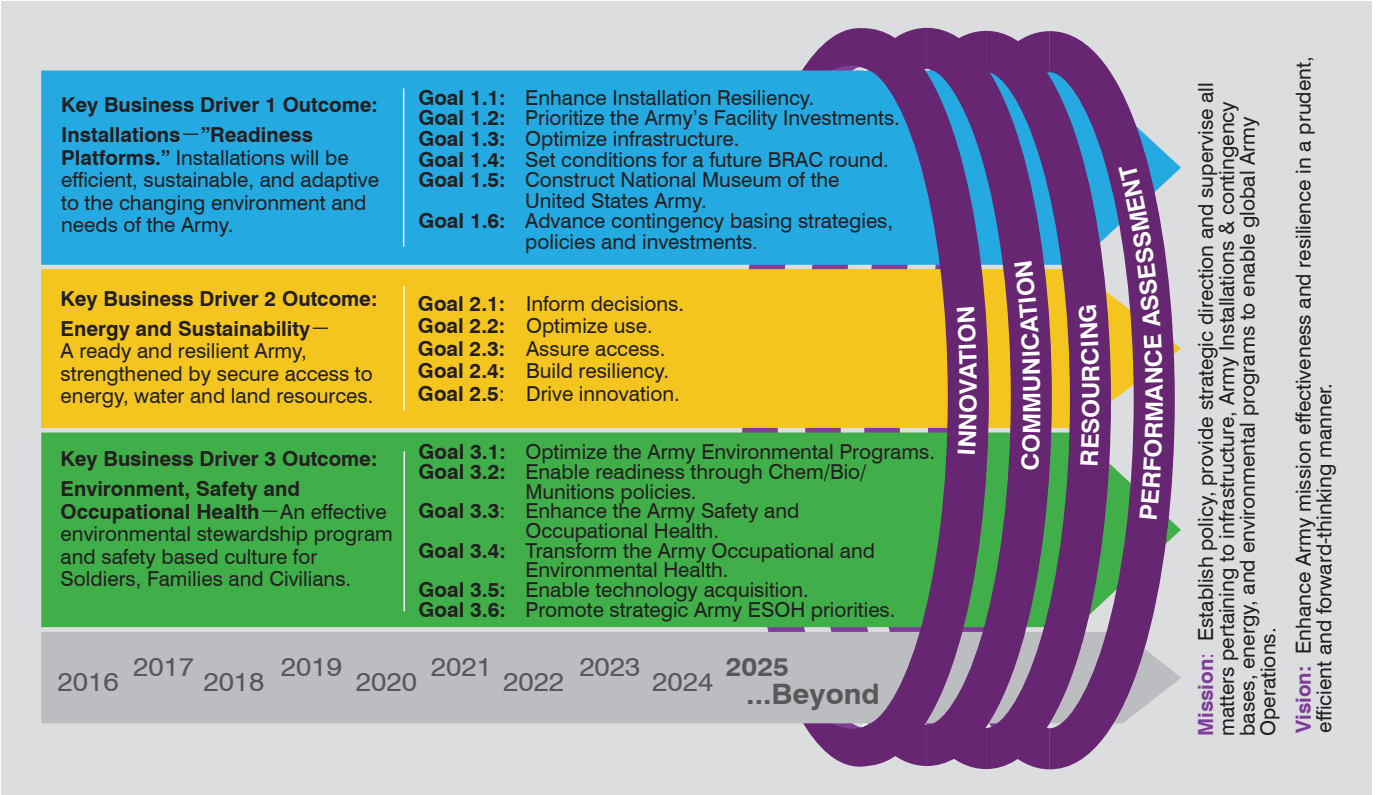 Key Business Driver 1 Outcome:
Installations—”Readiness
Platforms.” Installations will be
efficient, sustainable, and adaptive
to the changing environment and
needs of the Army.
Goal 1.1: Enhance Installation Resiliency.
Goal 1.2: Prioritize the Army’s Facility Investments.
Goal 1.3: Optimize infrastructure.
Goal 1.4: Set conditions for a future BRAC round.
Goal 1.5: Construct National Museum of the
United States Army.
Goal 1.6: Advance contingency basing strategies,
policies and investments.
Key Business Driver 2 Outcome:
Energy and Sustainability—
A ready and resilient Army,
strengthened by secure access to
energy, water and land resources.
Goal 2.1: Inform decisions.
Goal 2.2: Optimize use.
Goal 2.3: Assure access.
Goal 2.4: Build resiliency.
Goal 2.5: Drive innovation.
Key Business Driver 3 Outcome:
Environment, Safety and
Occupational Health—An effective
environmental stewardship program
and safety based culture for
Soldiers, Families and Civilians.
Goal 3.1: Optimize the Army Environmental Programs.
Goal 3.2: Enable readiness through Chem/Bio/
Munitions policies.
Goal 3.3: Enhance the Army Safety and
Occupational Health.
Goal 3.4: Transform the Army Occupational and
Environmental Health.
Goal 3.5: Enable technology acquisition.
Goal 3.6: Promote strategic Army ESOH priorities.
2016 2017 2018 2019 2020 2021 2022 2023 2024 2025
...Beyond
INNOVATION
COMMUNICATION
RESOURCING
PERFORMANCE ASSESSMENT
Mission: Establish policy, provide strategic direction and supervise all
matters pertaining to infrastructure, Army Installations & contingency
bases, energy, and environmental programs to enable global Army
Operations.
Vision: Enhance Army mission effectiveness and resilience in a prudent,
efficient and forward-thinking manner.